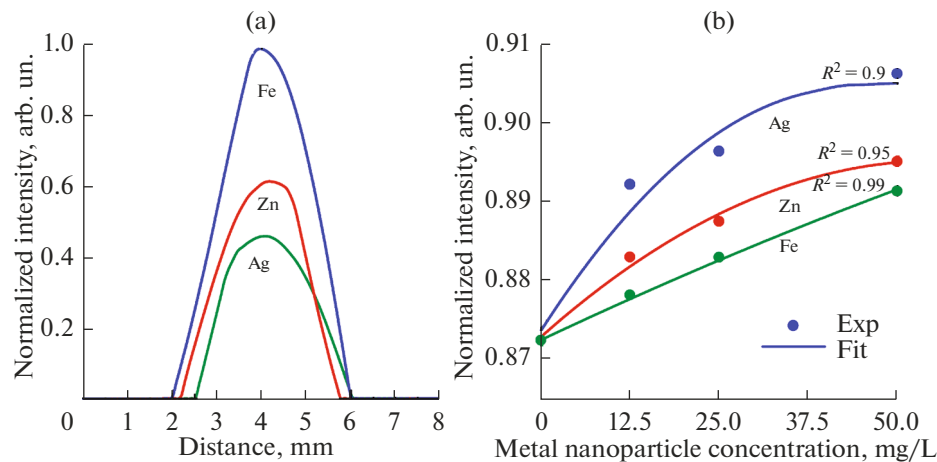 (a)
Normalized intensity, arb. un.
1.0
0.8
0.6
0.4
0.2
Fe
Zn
Ag
0 1 2 3 4 5 6 7 8
Distance, mm
(b)
Normalized intensity, arb. un.
0.91
0.90
0.89
0.88
0.87
R² = 0.9
Ag
R² = 0.95
R² = 0.99
Zn
Fe
Exp
Fit
0 12.5 25.0 37.5 50.0
Metal nanoparticle concentration, mg/L